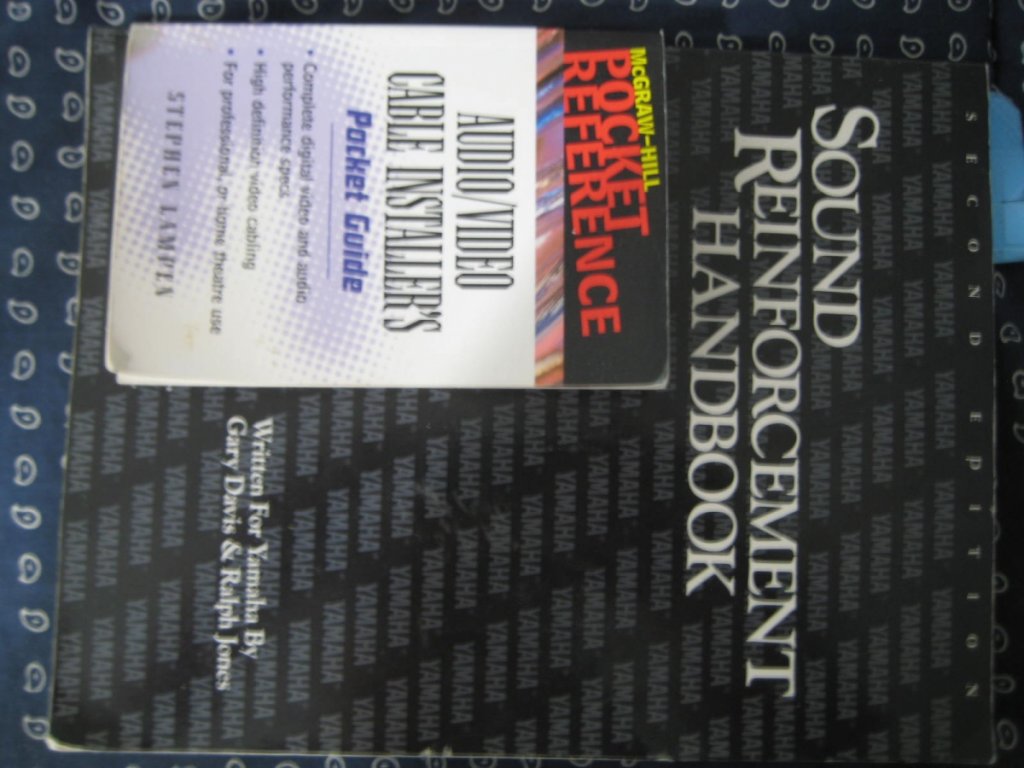 SECOND EDITION
SOUND
REINFORCEMENT
HANDBOOK
Written For Yamaha By
Gary Davis & Ralph Jones
YAMAHA
McGRAW-HILL
POCKET
REFERENCE
AUDIO/VIDEO
CABLE INSTALLER'S
Pocket Guide
• Complete digital video and audio
performance specs
• High definition video cabling
• For professional or home theatre use
STEPHEN LAMPEN